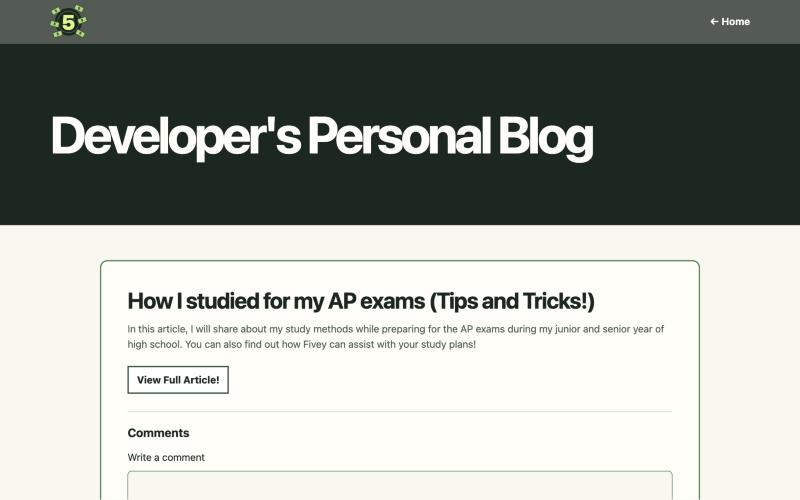 5
← Home
Developer's Personal Blog
How I studied for my AP exams (Tips and Tricks!)
In this article, I will share about my study methods while preparing for the AP exams during my junior and senior year of
high school. You can also find out how Fivey can assist with your study plans!
View Full Article!
Comments
Write a comment